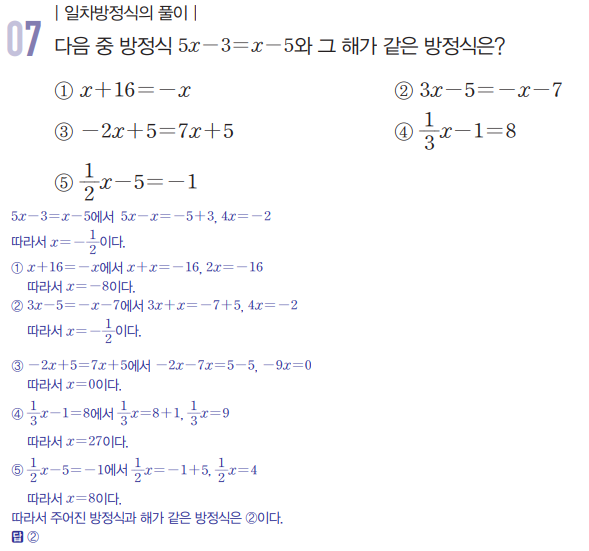 | 일차방정식의 풀이 |
07 다음 중 방정식 5x-3=x-5와 그 해가 같은 방정식은?
① x+16=-x ② 3x-5=-x-7
③ -2x+5=7x+5 ④ 1/3x-1=8
⑤ 1/2x-5=-1
5x-3=x-5에서 5x-x=-5+3, 4x=-2
따라서 x=-1/2이다.
① x+16=-x에서 x+x=-16, 2x=-16
따라서 x=-8이다.
② 3x-5=-x-7에서 3x+x=-7+5, 4x=-2
따라서 x=-1/2이다.
③ -2x+5=7x+5에서 -2x-7x=5-5, -9x=0
따라서 x=0이다.
④ 1/3x-1=8에서 1/3x=8+1, 1/3x=9
따라서 x=27이다.
⑤ 1/2x-5=-1에서 1/2x=-1+5, 1/2x=4
따라서 x=8이다.
따라서 주어진 방정식과 해가 같은 방정식은 ②이다.
답 ②